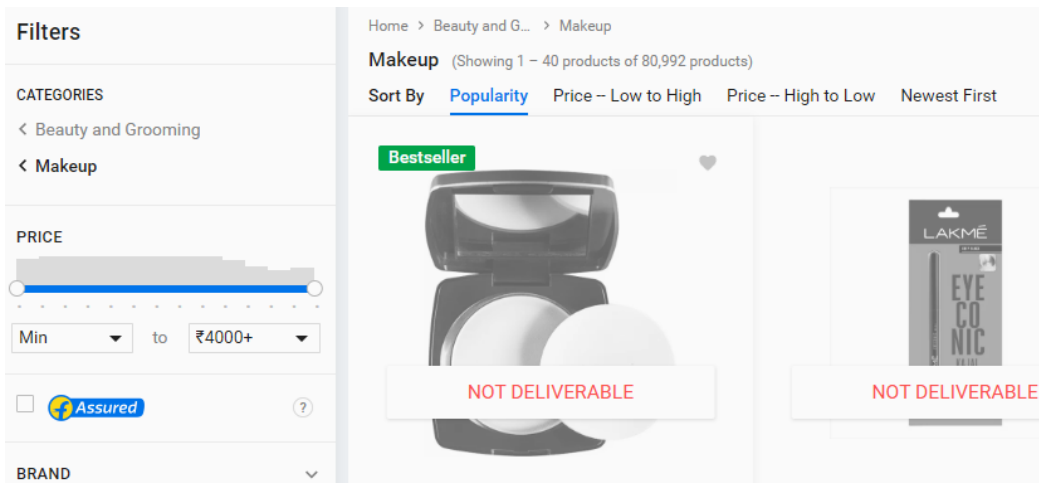 Filters
CATEGORIES
Beauty and Grooming
Makeup
PRICE
Min to ₹4000+
Assured ?
BRAND
Home > Beauty and G... > Makeup
Makeup (Showing 1 – 40 products of 80,992 products)
Sort By Popularity Price -- Low to High Price -- High to Low Newest First
Bestseller
NOT DELIVERABLE
LAKMÉ
EYE
CO
NIC
NOT DELIVERABLE